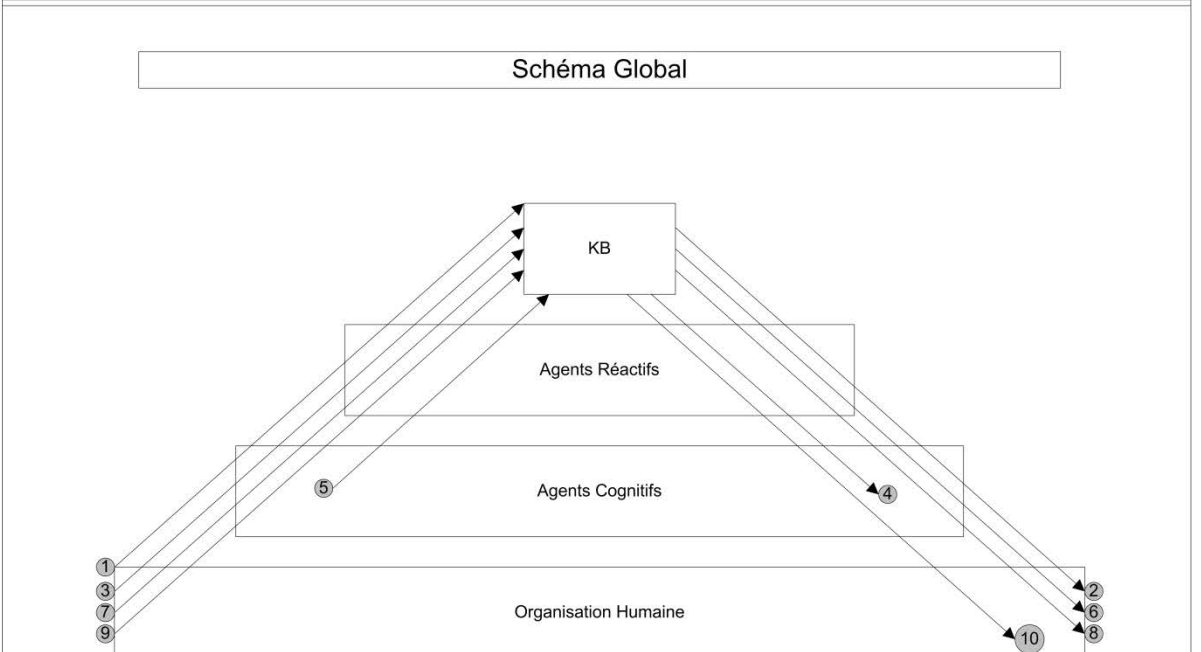 Schéma Global
KB
Agents Réactifs
5
Agents Cognitifs
4
1
3
2
7
Organisation Humaine
6
9
8
10